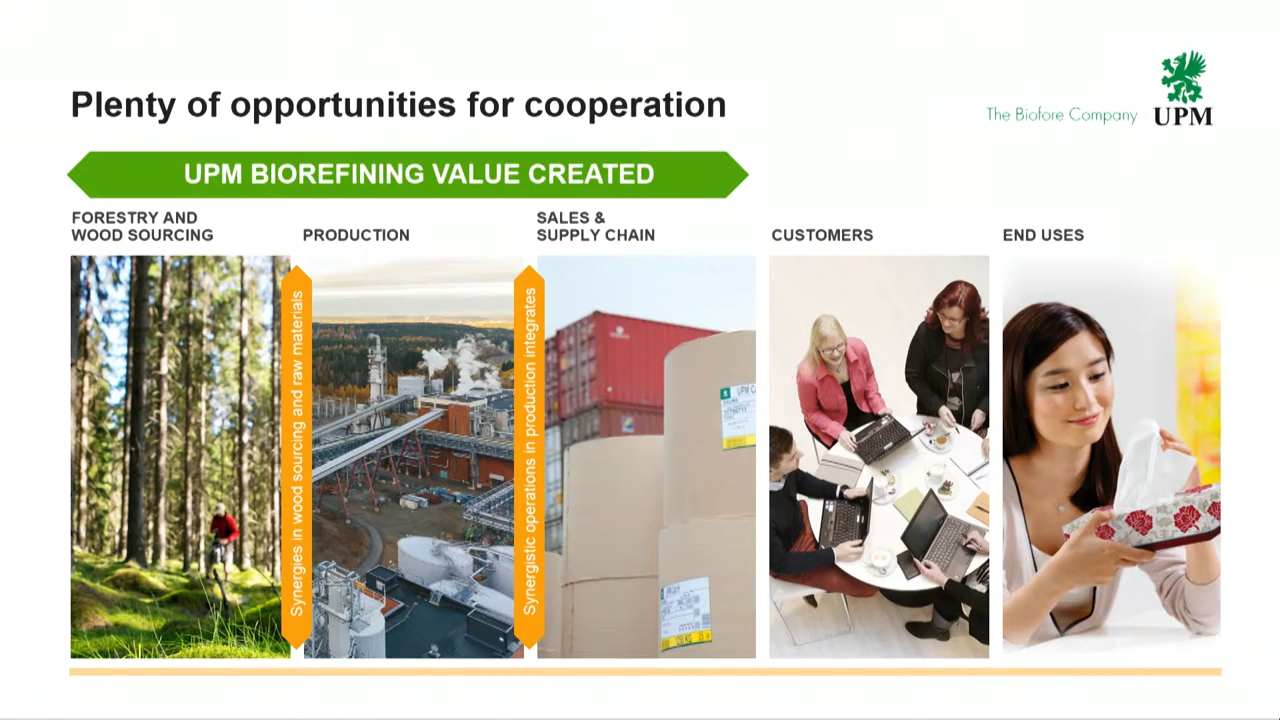 Plenty of opportunities for cooperation
The Biofore Company
UPM
UPM BIOREFINING VALUE CREATED
FORESTRY AND
WOOD SOURCING
PRODUCTION
SALES &
SUPPLY CHAIN
CUSTOMERS
END USES
Synergies in wood sourcing and raw materials
Synergistic operations in production integrates